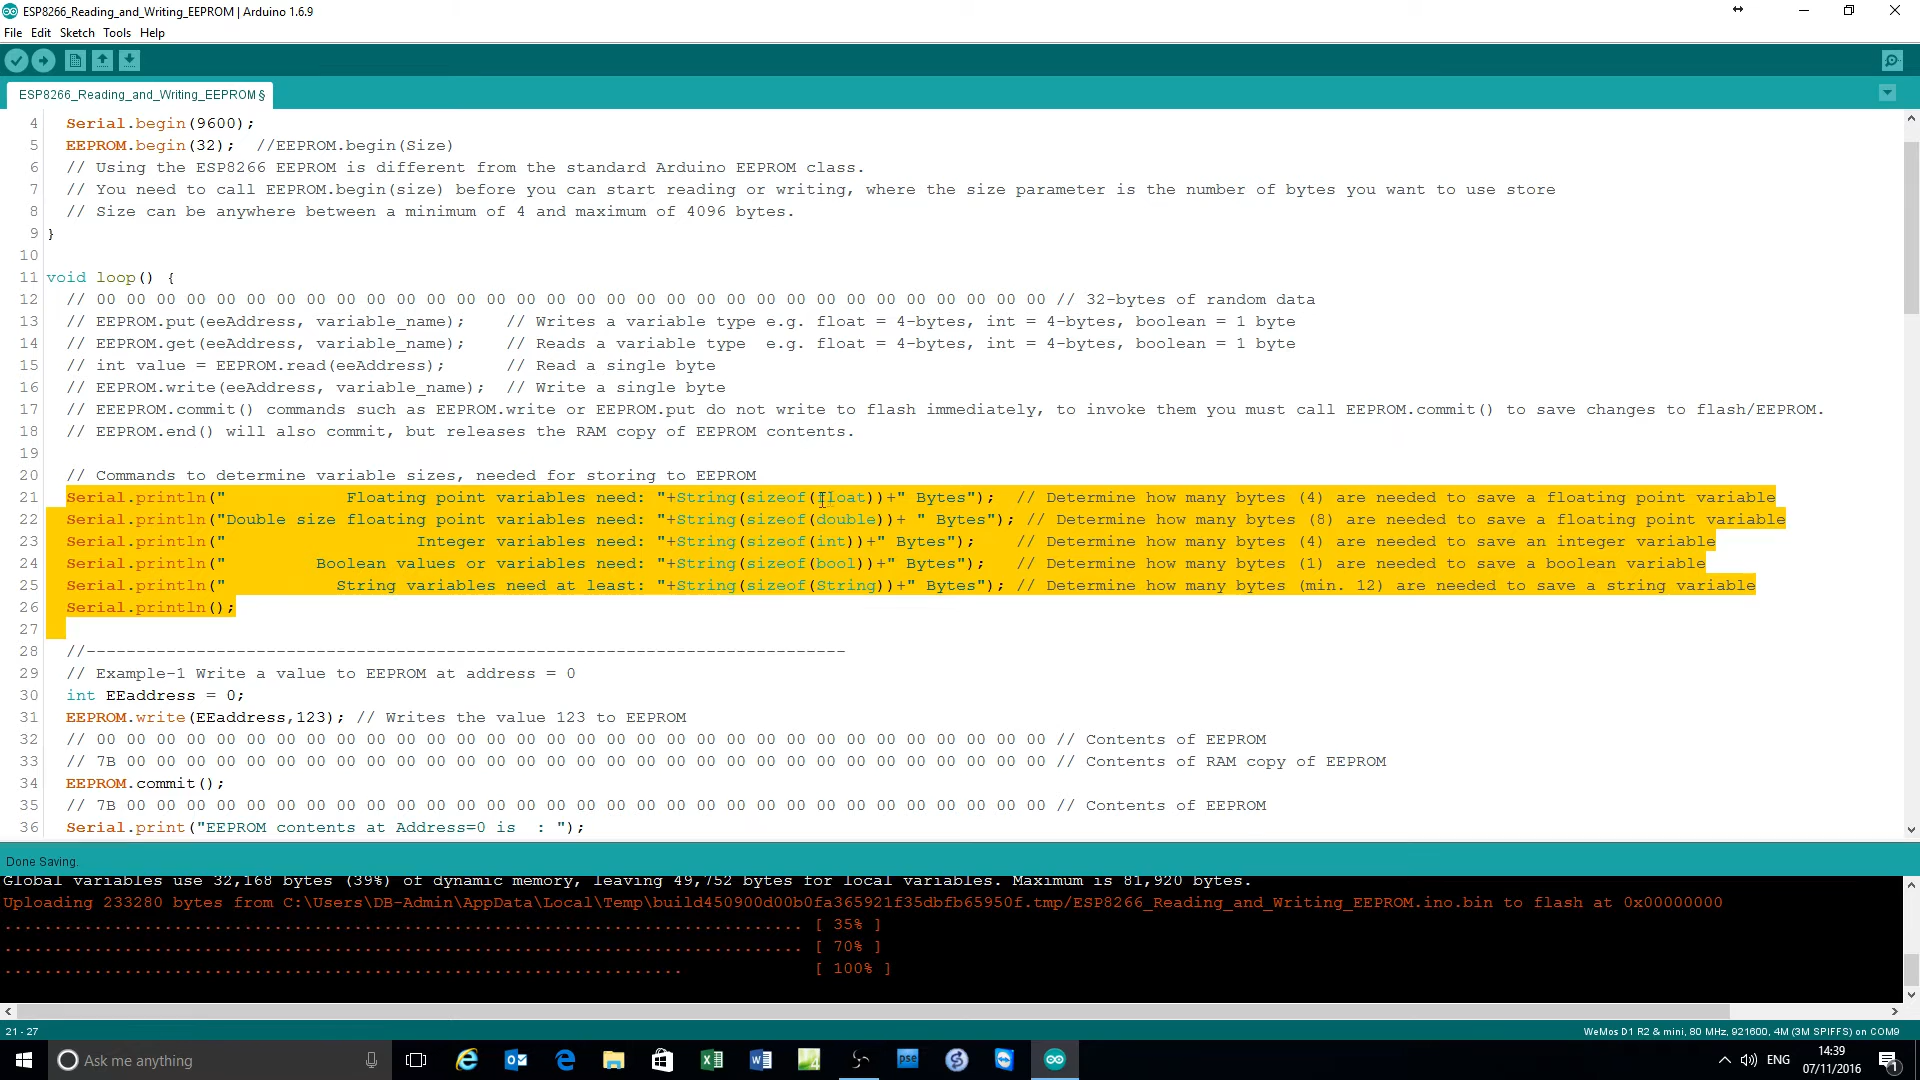 ESP8266_Reading_and_Writing_EEPROM | Arduino 1.6.9
File Edit Sketch Tools Help
ESP8266_Reading_and_Writing_EEPROM §
4 Serial.begin(9600);
5 EEPROM.begin(32);  //EEPROM.begin(Size)
6 // Using the ESP8266 EEPROM is different from the standard Arduino EEPROM class.
7 // You need to call EEPROM.begin(size) before you can start reading or writing, where the size parameter is the number of bytes you want to use store
8 // Size can be anywhere between a minimum of 4 and maximum of 4096 bytes.
9 }
10
11 void loop() {
12 // 00 00 00 00 00 00 00 00 00 00 00 00 00 00 00 00 00 00 00 00 00 00 00 00 00 00 00 00 00 00 00 00 // 32-bytes of random data
13 // EEPROM.put(eeAddress, variable_name);    // Writes a variable type e.g. float = 4-bytes, int = 4-bytes, boolean = 1 byte
14 // EEPROM.get(eeAddress, variable_name);    // Reads a variable type  e.g. float = 4-bytes, int = 4-bytes, boolean = 1 byte
15 // int value = EEPROM.read(eeAddress);      // Read a single byte
16 // EEPROM.write(eeAddress, variable_name);  // Write a single byte
17 // EEEPROM.commit() commands such as EEPROM.write or EEPROM.put do not write to flash immediately, to invoke them you must call EEPROM.commit() to save changes to flash/EEPROM.
18 // EEPROM.end() will also commit, but releases the RAM copy of EEPROM contents.
19
20 // Commands to determine variable sizes, needed for storing to EEPROM
21 Serial.println("            Floating point variables need: "+String(sizeof(float))+" Bytes");  // Determine how many bytes (4) are needed to save a floating point variable
22 Serial.println("Double size floating point variables need: "+String(sizeof(double))+ " Bytes"); // Determine how many bytes (8) are needed to save a floating point variable
23 Serial.println("                   Integer variables need: "+String(sizeof(int))+" Bytes");    // Determine how many bytes (4) are needed to save an integer variable
24 Serial.println("         Boolean values or variables need: "+String(sizeof(bool))+" Bytes");   // Determine how many bytes (1) are needed to save a boolean variable
25 Serial.println("           String variables need at least: "+String(sizeof(String))+" Bytes"); // Determine how many bytes (min. 12) are needed to save a string variable
26 Serial.println();
27
28 //----------------------------------------------------------------------------
29 // Example-1 Write a value to EEPROM at address = 0
30 int EEaddress = 0;
31 EEPROM.write(EEaddress,123); // Writes the value 123 to EEPROM
32 // 00 00 00 00 00 00 00 00 00 00 00 00 00 00 00 00 00 00 00 00 00 00 00 00 00 00 00 00 00 00 00 00 // Contents of EEPROM
33 // 7B 00 00 00 00 00 00 00 00 00 00 00 00 00 00 00 00 00 00 00 00 00 00 00 00 00 00 00 00 00 00 00 // Contents of RAM copy of EEPROM
34 EEPROM.commit();
35 // 7B 00 00 00 00 00 00 00 00 00 00 00 00 00 00 00 00 00 00 00 00 00 00 00 00 00 00 00 00 00 00 00 // Contents of EEPROM
36 Serial.print("EEPROM contents at Address=0 is  : ");
Done Saving.
Global variables use 32,168 bytes (39%) of dynamic memory, leaving 49,752 bytes for local variables. Maximum is 81,920 bytes.
Uploading 233280 bytes from C:\Users\DB-Admin\AppData\Local\Temp\build450900d00b0fa365921f35dbfb65950f.tmp/ESP8266_Reading_and_Writing_EEPROM.ino.bin to flash at 0x00000000
................................................................................ [ 35% ]
................................................................................ [ 70% ]
....................................................................             [ 100% ]
21 - 27
WeMos D1 R2 & mini, 80 MHz, 921600, 4M (3M SPIFFS) on COM9
Ask me anything
pse
ENG
14:39
07/11/2016
1